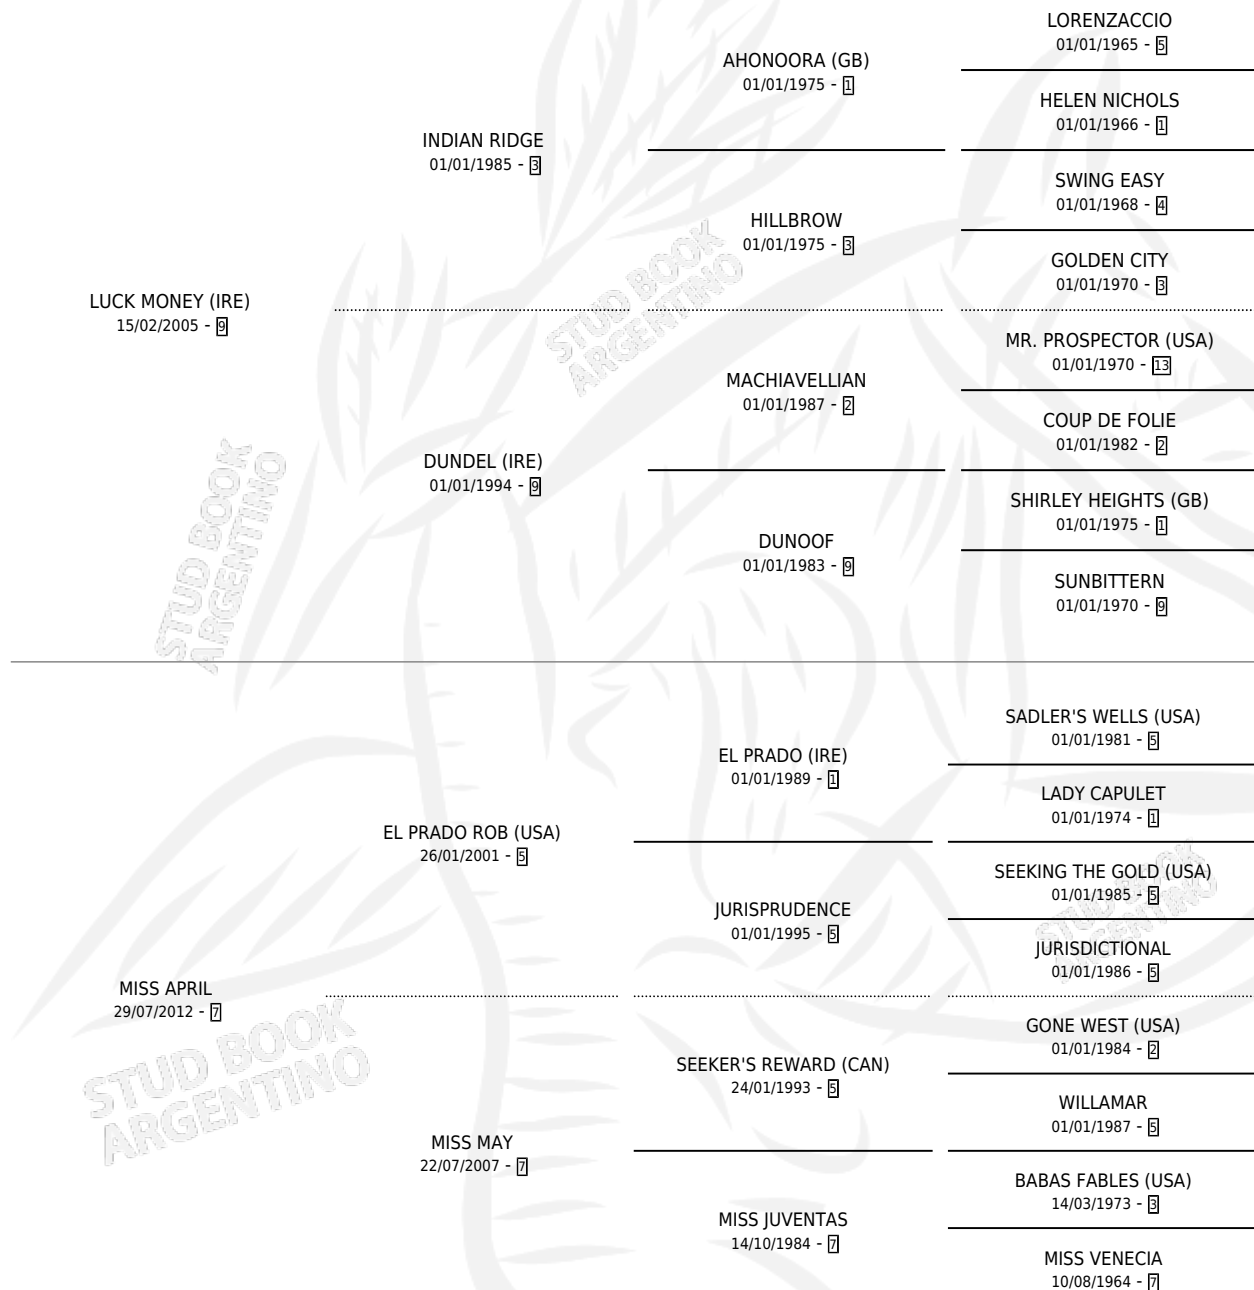 LORENZACCIO
01/01/1965 - 5
AHONOORA (GB)
01/01/1975 - 1
HELEN NICHOLS
01/01/1966 - 1
INDIAN RIDGE
01/01/1985 - 3
SWING EASY
01/01/1968 - 4
HILLBROW
01/01/1975 - 3
GOLDEN CITY
01/01/1970 - 3
LUCK MONEY (IRE)
15/02/2005 - 9
STUD BOOK
ARGENTINO
MR. PROSPECTOR (USA)
01/01/1970 - 13
MACHIAVELLIAN
01/01/1987 - 2
COUP DE FOLIE
01/01/1982 - 2
DUNDEL (IRE)
01/01/1994 - 9
SHIRLEY HEIGHTS (GB)
01/01/1975 - 1
DUNOOF
01/01/1983 - 9
SUNBITTERN
01/01/1970 - 9
STUD BOOK
ARGENTINO
SADLER'S WELLS (USA)
01/01/1981 - 5
EL PRADO (IRE)
01/01/1989 - 1
LADY CAPULET
01/01/1974 - 1
EL PRADO ROB (USA)
26/01/2001 - 5
SEEKING THE GOLD (USA)
01/01/1985 - 5
JURISPRUDENCE
01/01/1995 - 5
STUD BOOK
ARGENTINO
JURISDICTIONAL
01/01/1986 - 5
MISS APRIL
29/07/2012 - 7
GONE WEST (USA)
01/01/1984 - 2
SEEKER'S REWARD (CAN)
24/01/1993 - 5
STUD BOOK
ARGENTINO
WILLAMAR
01/01/1987 - 5
MISS MAY
22/07/2007 - 7
BABAS FABLES (USA)
14/03/1973 - 3
MISS JUVENTAS
14/10/1984 - 7
MISS VENECIA
10/08/1964 - 7